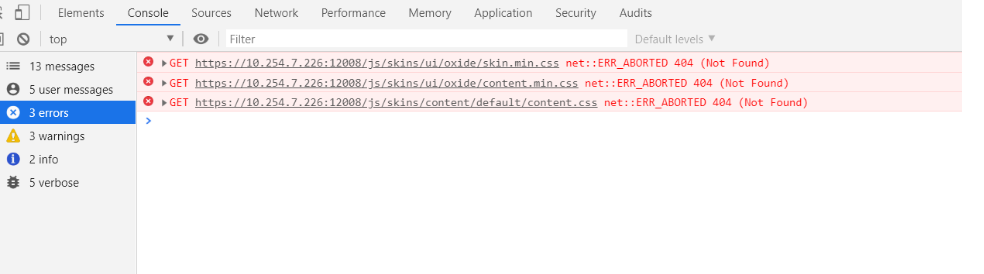 Elements Console Sources Network Performance Memory Application Security Audits
top Filter Default levels
13 messages
5 user messages
3 errors
3 warnings
2 info
5 verbose
GET https://10.254.7.226:12008/js/skins/ui/oxide/skin.min.css net::ERR_ABORTED 404 (Not Found)
GET https://10.254.7.226:12008/js/skins/ui/oxide/content.min.css net::ERR_ABORTED 404 (Not Found)
GET https://10.254.7.226:12008/js/skins/content/default/content.css net::ERR_ABORTED 404 (Not Found)